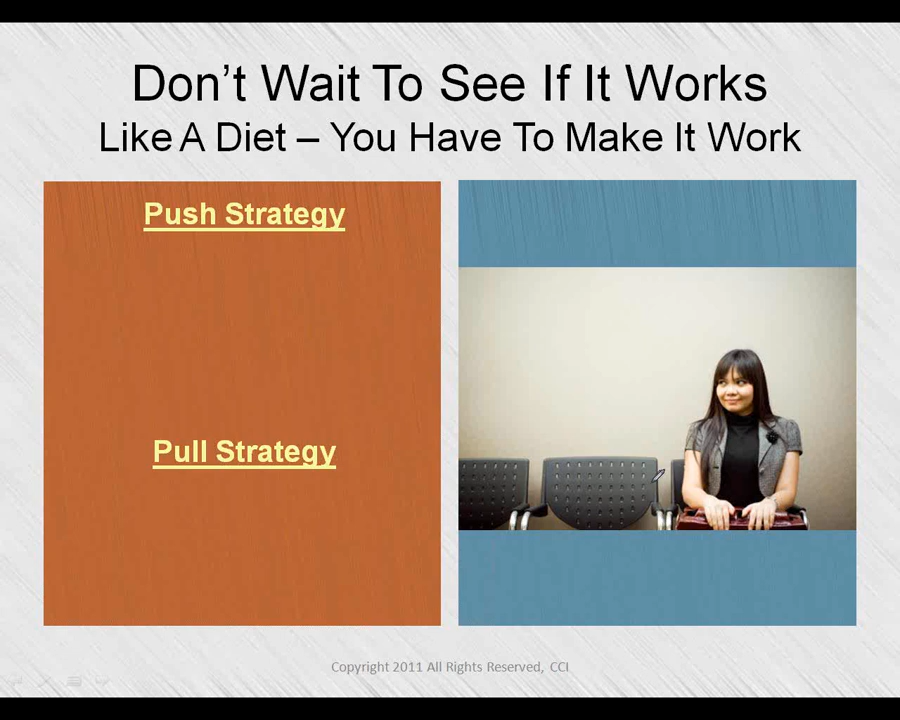 Don’t Wait To See If It Works
Like A Diet – You Have To Make It Work
Push Strategy
Pull Strategy
Copyright 2011 All Rights Reserved, CCI